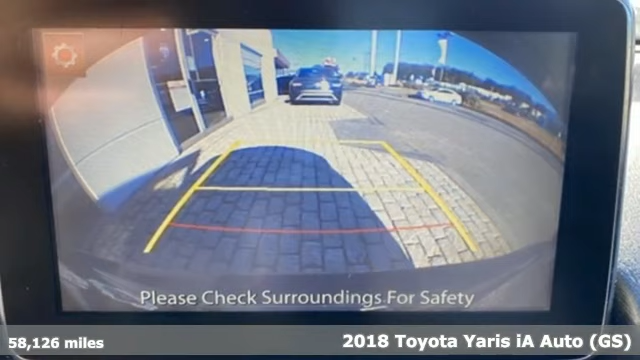 Please Check Surroundings For Safety
58,126 miles
2018 Toyota Yaris iA Auto (GS)